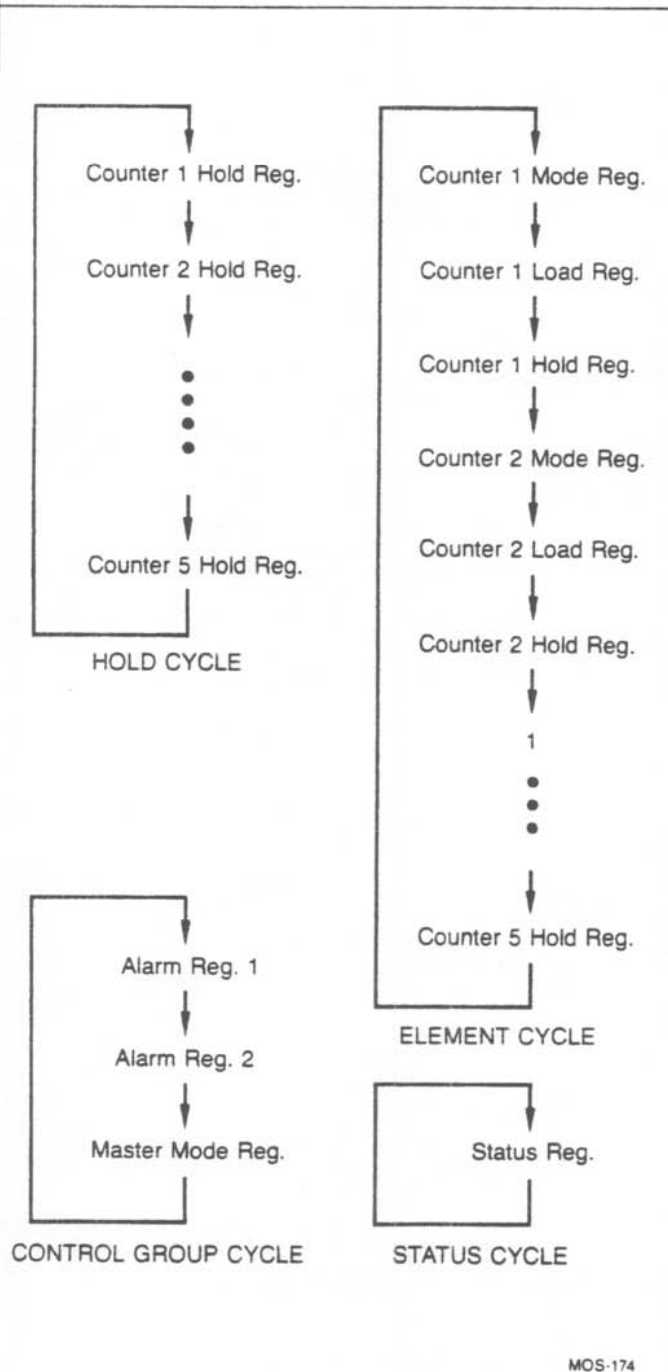 Counter 1 Hold Reg.
Counter 2 Hold Reg.
Counter 5 Hold Reg.
HOLD CYCLE
Counter 1 Mode Reg.
Counter 1 Load Reg.
Counter 1 Hold Reg.
Counter 2 Mode Reg.
Counter 2 Load Reg.
Counter 2 Hold Reg.
1
Counter 5 Hold Reg.
ELEMENT CYCLE
Alarm Reg. 1
Alarm Reg. 2
Master Mode Reg.
CONTROL GROUP CYCLE
Status Reg.
STATUS CYCLE
MOS-174